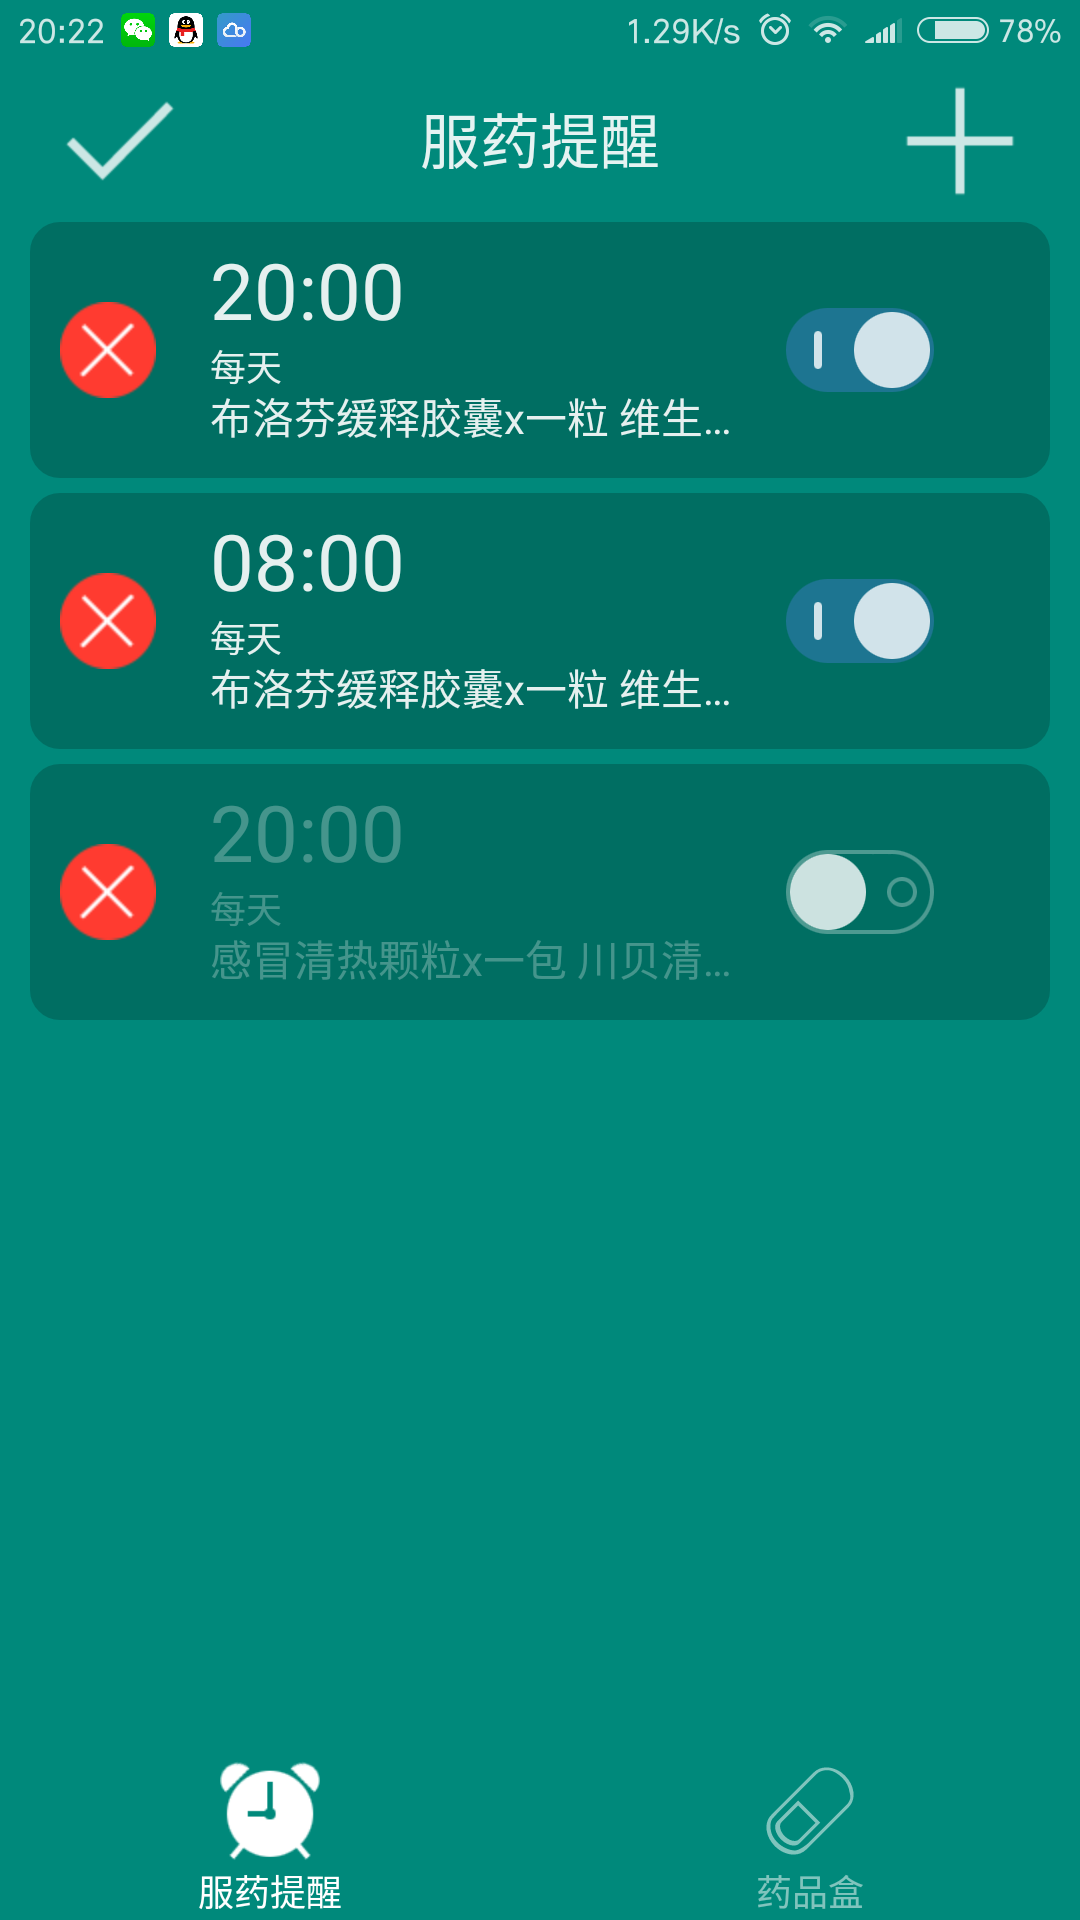 20:22 1.29K/s 78%
服药提醒
20:00
每天
布洛芬缓释胶囊x一粒 维生...
08:00
每天
布洛芬缓释胶囊x一粒 维生...
20:00
每天
感冒清热颗粒x一包 川贝清...
服药提醒 药品盒